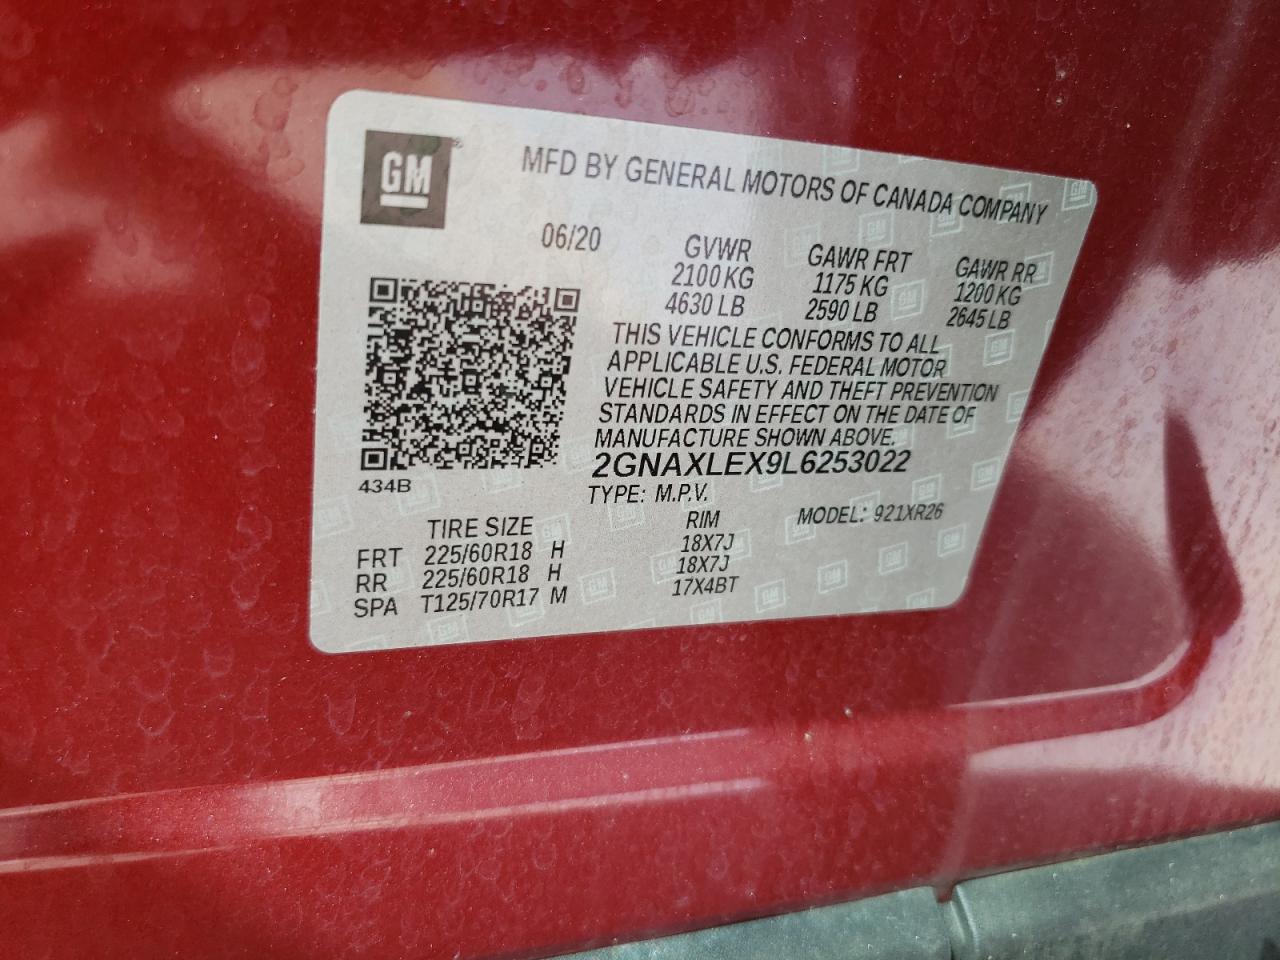 GM
MFD BY GENERAL MOTORS OF CANADA COMPANY
06/20
GVWR GAWR FRT GAWR RR
2100 KG 1175 KG 1200 KG
4630 LB 2590 LB 2645 LB
THIS VEHICLE CONFORMS TO ALL
APPLICABLE U.S. FEDERAL MOTOR
VEHICLE SAFETY AND THEFT PREVENTION
STANDARDS IN EFFECT ON THE DATE OF
MANUFACTURE SHOWN ABOVE.
2GNAXLEX9L6253022
434B
TYPE: M.P.V.
MODEL: 921XR26
TIRE SIZE RIM
FRT 225/60R18 H 18X7J
RR 225/60R18 H 18X7J
SPA T125/70R17 M 17X4BT